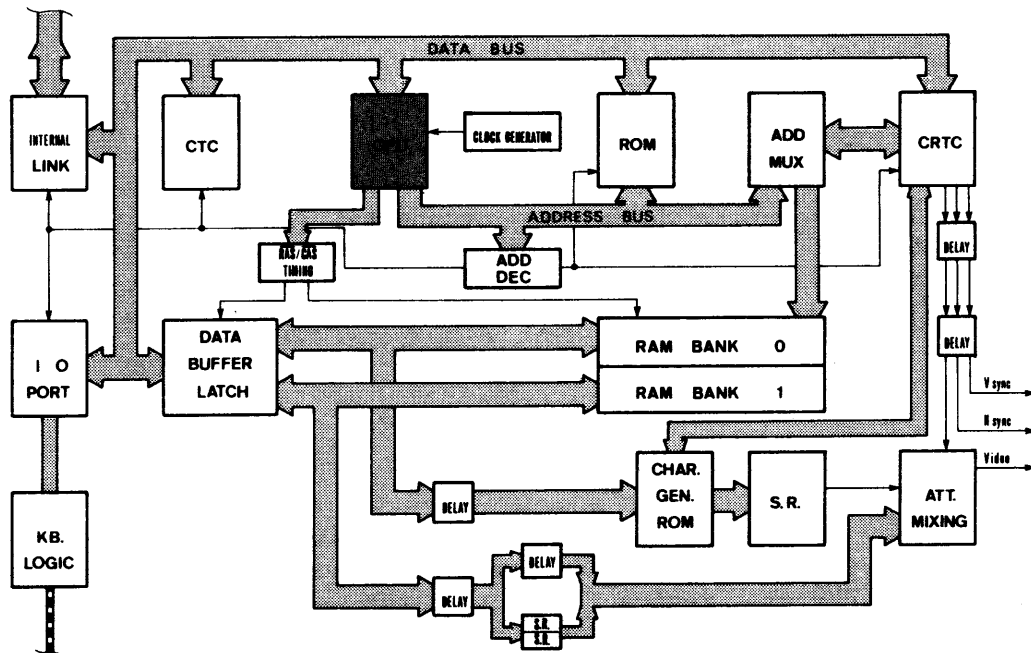 DATA BUS
INTERNAL
LINK
CTC
CPU
CLOCK GENERATOR
ROM
ADD
MUX
CRTC
ADDRESS BUS
RAS/CAS
TIMING
ADD
DEC
DELAY
DATA
BUFFER
LATCH
RAM BANK 0
RAM BANK 1
I O
PORT
DELAY
V sync
H sync
Video
CHAR.
GEN.
ROM
S.R.
ATT.
MIXING
DELAY
KB.
LOGIC
DELAY
DELAY
S.R.
S.R.